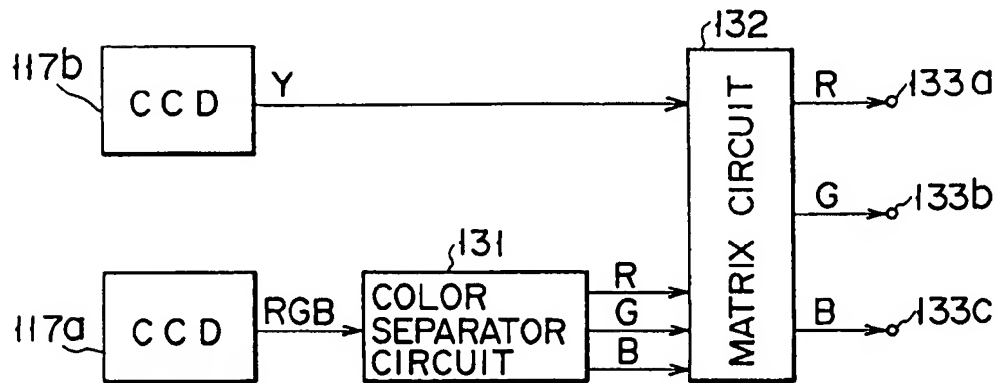 132
117b
CCD
Y
R
133a
MATRIX CIRCUIT
G
133b
131
R
117a
CCD
RGB
COLOR
SEPARATOR
CIRCUIT
G
B
B
133c